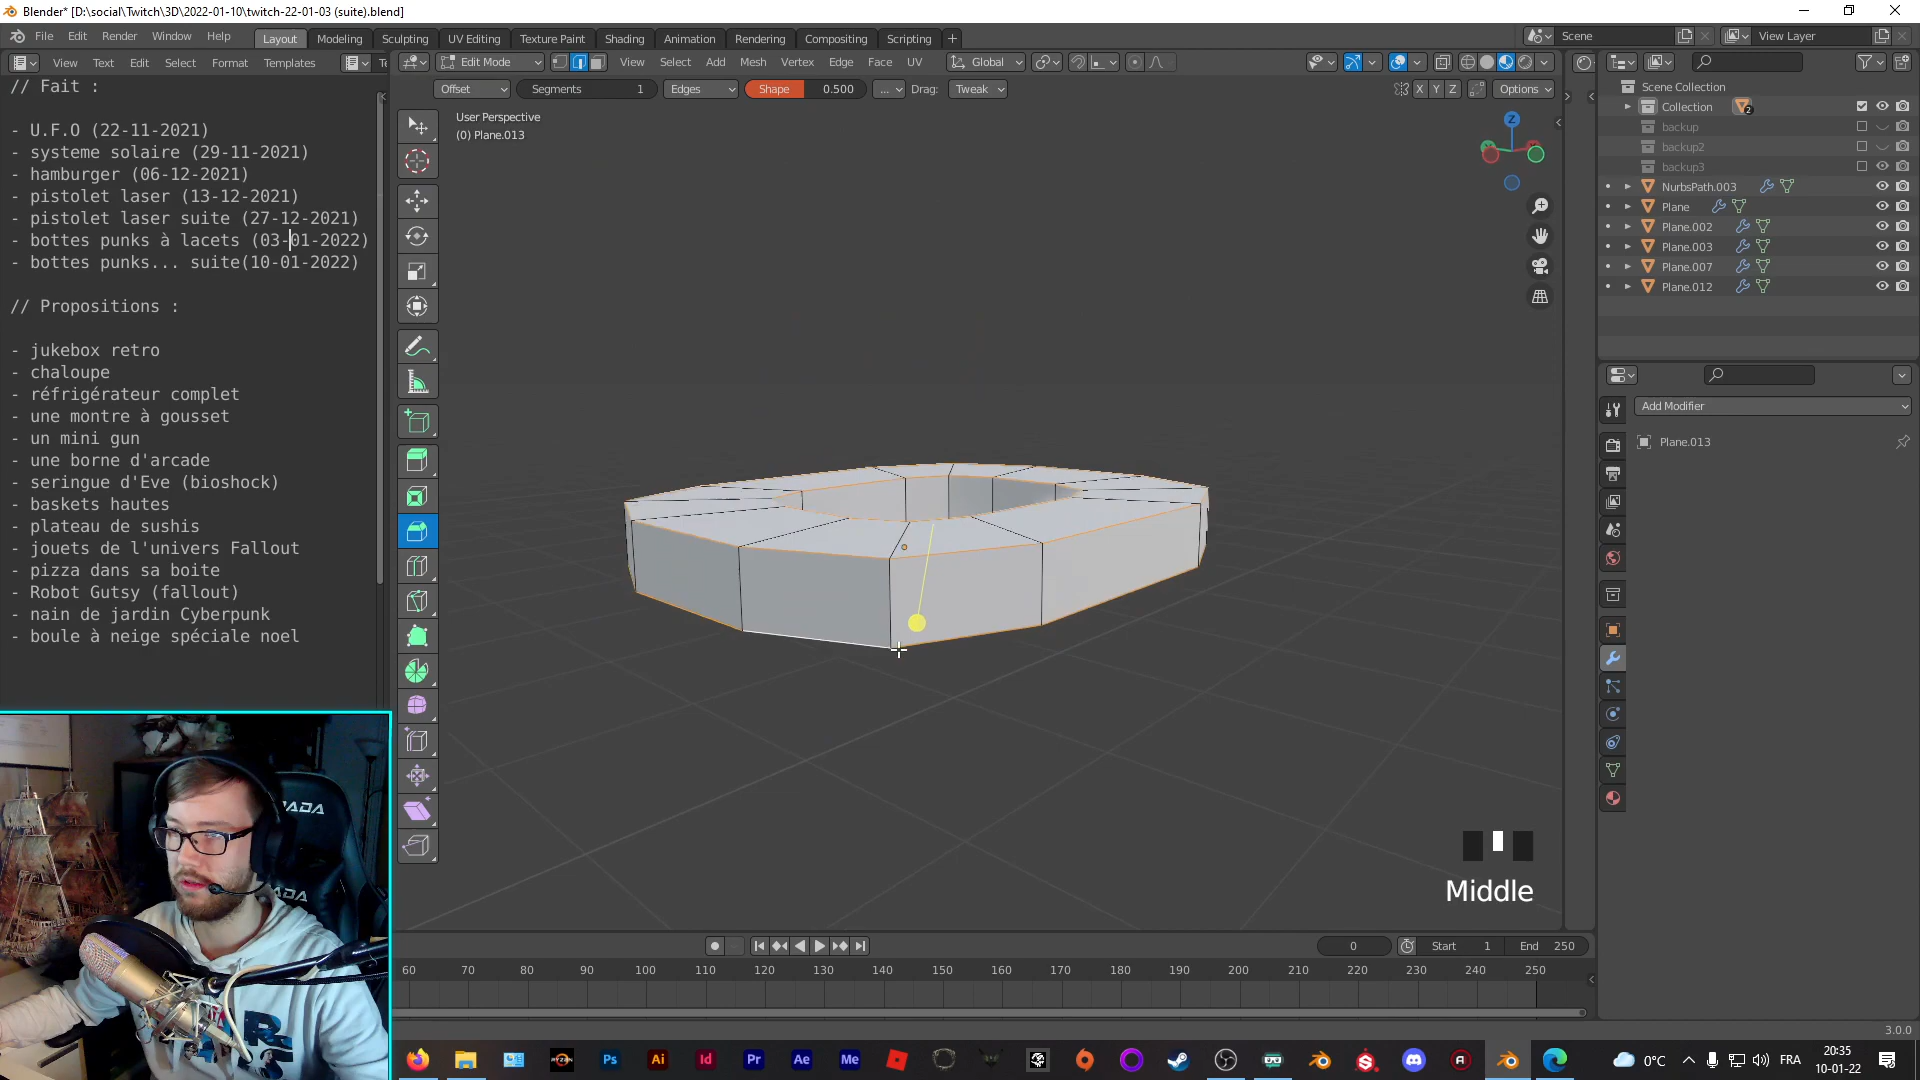 Blender* [D:\social\Twitch\3D\2022-01-10\twitch-22-01-03 (suite).blend]
File Edit Render Window Help Layout Modeling Sculpting UV Editing Texture Paint Shading Animation Rendering Compositing Scripting + Scene View Layer
View Text Edit Select Format Templates Te Edit Mode View Select Add Mesh Vertex Edge Face UV Global
Offset Segments 1 Edges Shape 0.500 ... Drag: Tweak X Y Z Options
User Perspective
(0) Plane.013
Z
// Fait :
- U.F.O (22-11-2021)
- systeme solaire (29-11-2021)
- hamburger (06-12-2021)
- pistolet laser (13-12-2021)
- pistolet laser suite (27-12-2021)
- bottes punks à lacets (03-01-2022)
- bottes punks... suite(10-01-2022)
// Propositions :
- jukebox retro
- chaloupe
- réfrigérateur complet
- une montre à gousset
- un mini gun
- une borne d'arcade
- seringue d'Eve (bioshock)
- baskets hautes
- plateau de sushis
- jouets de l'univers Fallout
- pizza dans sa boite
- Robot Gutsy (fallout)
- nain de jardin Cyberpunk
- boule à neige spéciale noel
Scene Collection
Collection 2
backup
backup2
backup3
NurbsPath.003
Plane
Plane.002
Plane.003
Plane.007
Plane.012
Add Modifier
Plane.013
Middle
0 Start 1 End 250
60 70 80 90 100 110 120 130 140 150 160 170 180 190 200 210 220 230 240 250
3.0.0
RYZEN Ps Ai Id Pr Ae Me
0°C FRA 20:35
10-01-22